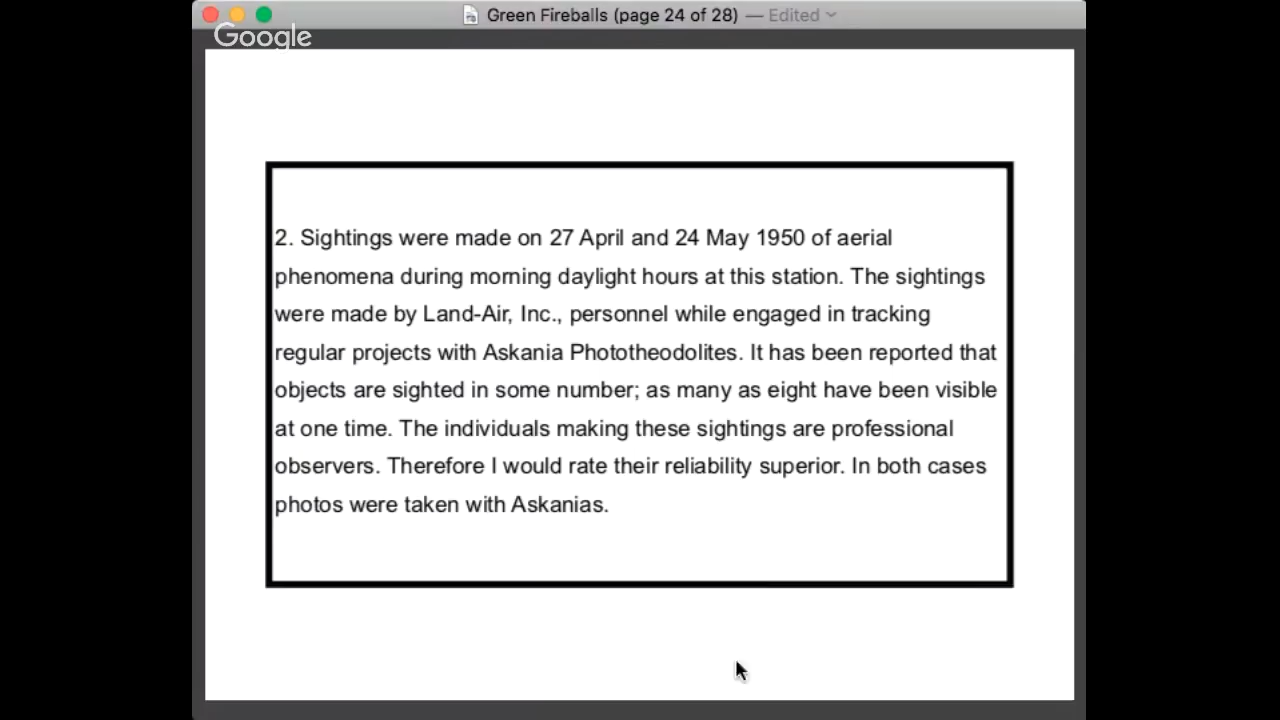 Green Fireballs (page 24 of 28) — Edited
Google
2. Sightings were made on 27 April and 24 May 1950 of aerial
phenomena during morning daylight hours at this station. The sightings
were made by Land-Air, Inc., personnel while engaged in tracking
regular projects with Askania Phototheodolites. It has been reported that
objects are sighted in some number; as many as eight have been visible
at one time. The individuals making these sightings are professional
observers. Therefore I would rate their reliability superior. In both cases
photos were taken with Askanias.